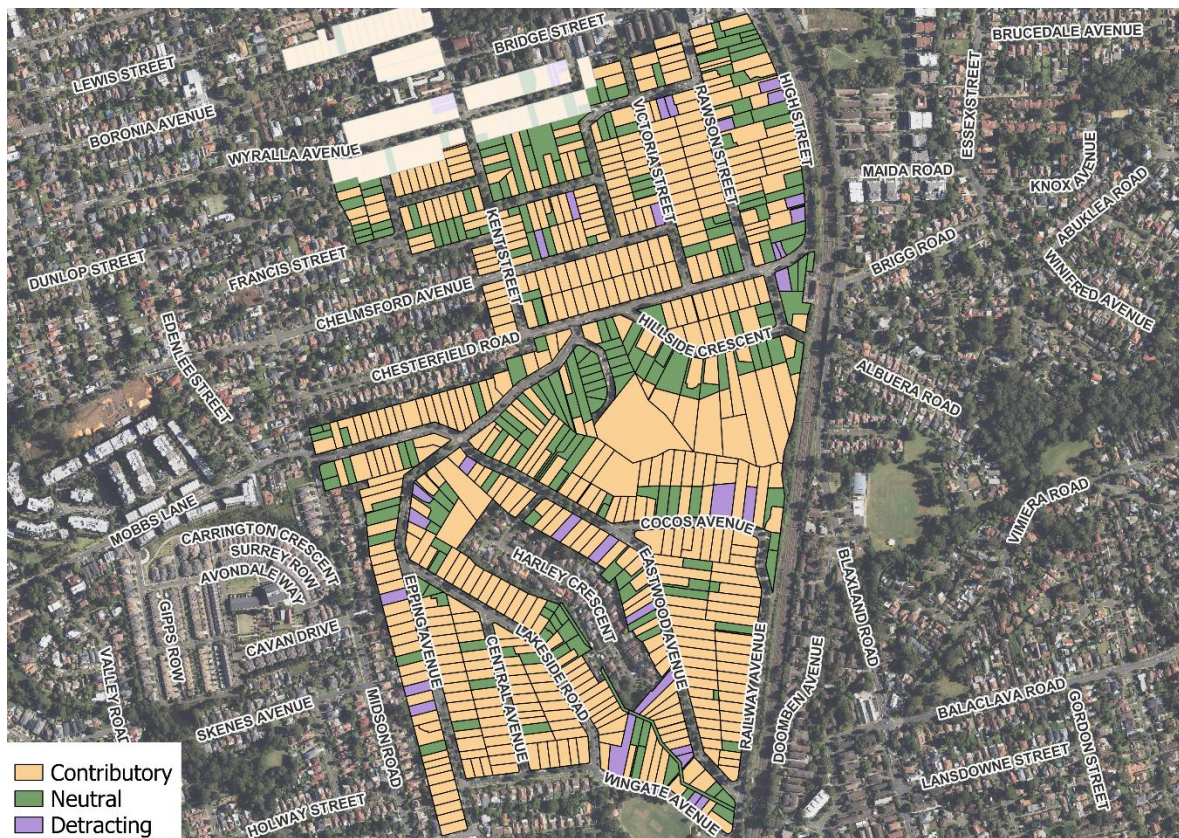 BRIDGE STREET
BRUCEDALE AVENUE
LEWIS STREET
BORONIA AVENUE
WYRALLA AVENUE
VICTORIA STREET
RAWSON STREET
HIGH STREET
ESSEX STREET
MAIDA ROAD
KNOX AVENUE
ABUKLEA ROAD
WINIFRED AVENUE
BRIGG ROAD
DUNLOP STREET
FRANCIS STREET
KENT STREET
CHELMSFORD AVENUE
EDENLEE STREET
CHESTERFIELD ROAD
HILLSIDE CRESCENT
ALBUERA ROAD
MOBBS LANE
CARRINGTON CRESCENT
SURREY ROW
AVONDALE WAY
GIPPS ROW
CAVAN DRIVE
VALLEY ROAD
SKENES AVENUE
MIDSON ROAD
HOLWAY STREET
EPPING AVENUE
CENTRAL AVENUE
LAKESIDE ROAD
HARLEY CRESCENT
COCOS AVENUE
EASTWOOD AVENUE
RAILWAY AVENUE
DOOMBEN AVENUE
BLAXLAND ROAD
VIMIERA ROAD
BALACLAVA ROAD
GORDON STREET
LANSDOWNE STREET
WINGATE AVENUE
Contributory
Neutral
Detracting